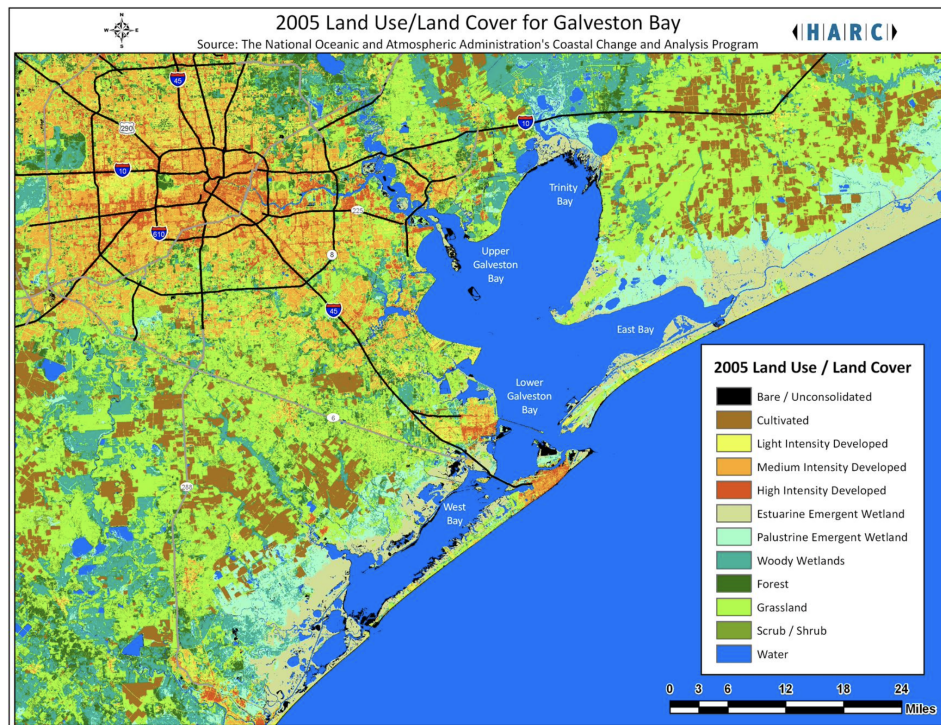 2005 Land Use/Land Cover for Galveston Bay
Source: The National Oceanic and Atmospheric Administration's Coastal Change and Analysis Program
HARC
N
W E
S
45
290
10
10
Trinity
Bay
225
610
8
Upper
Galveston
Bay
45
East Bay
Lower
Galveston
Bay
6
288
West
Bay
2005 Land Use / Land Cover
Bare / Unconsolidated
Cultivated
Light Intensity Developed
Medium Intensity Developed
High Intensity Developed
Estuarine Emergent Wetland
Palustrine Emergent Wetland
Woody Wetlands
Forest
Grassland
Scrub / Shrub
Water
0 3 6 12 18 24
Miles